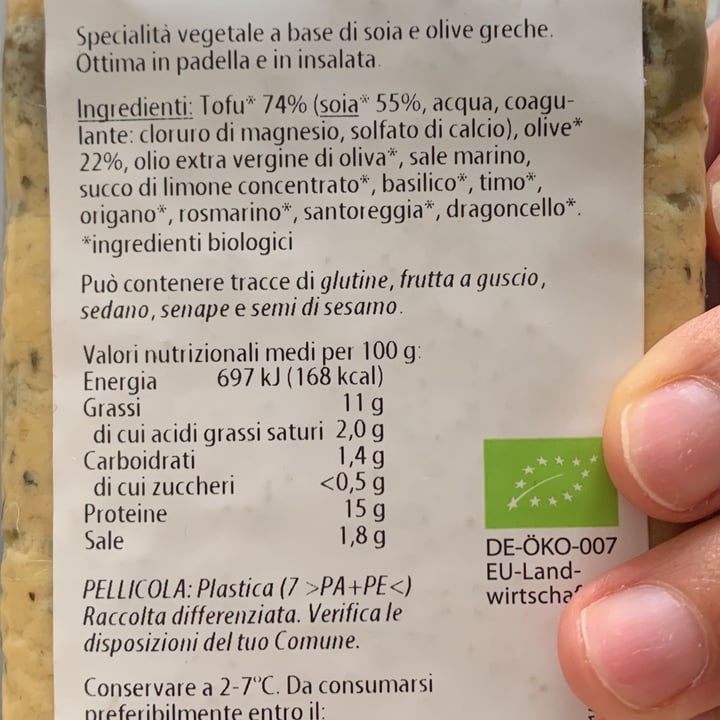 Specialità vegetale a base di soia e olive greche.
Ottima in padella e in insalata.
Ingredienti: Tofu* 74% (soia* 55%, acqua, coagu-
lante: cloruro di magnesio, solfato di calcio), olive*
22%, olio extra vergine di oliva*, sale marino,
succo di limone concentrato*, basilico*, timo*,
origano*, rosmarino*, santoreggia*, dragoncello*.
*ingredienti biologici
Può contenere tracce di glutine, frutta a guscio,
sedano, senape e semi di sesamo.
Valori nutrizionali medi per 100 g:
Energia 697 kJ (168 kcal)
Grassi 11 g
di cui acidi grassi saturi 2,0 g
Carboidrati 1,4 g
di cui zuccheri <0,5 g
Proteine 15 g
Sale 1,8 g
DE-ÖKO-007
EU-Land-
PELLICOLA: Plastica (7 >PA+PE<)
Raccolta differenziata. Verifica le
disposizioni del tuo Comune.
Conservare a 2-7°C. Da consumarsi
preferibilmente entro il: